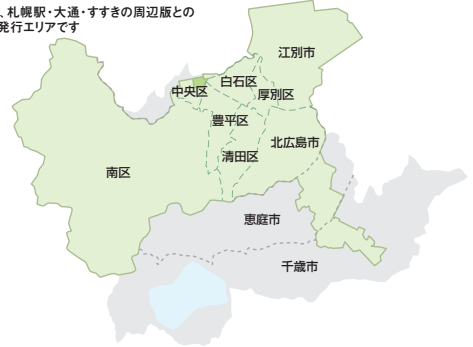 、札幌駅・大通・すすきの周辺版との
発行エリアです
江別市
白石区
中央区
厚別区
豊平区
北広島市
清田区
南区
恵庭市
千歳市